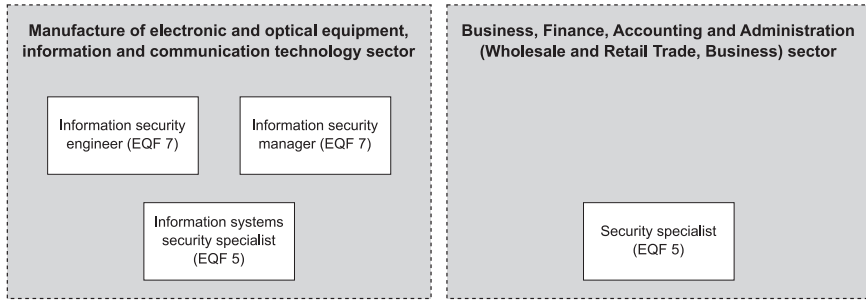 Manufacture of electronic and optical equipment,
information and communication technology sector
Information security
engineer (EQF 7)
Information security
manager (EQF 7)
Information systems
security specialist
(EQF 5)
Business, Finance, Accounting and Administration
(Wholesale and Retail Trade, Business) sector
Security specialist
(EQF 5)